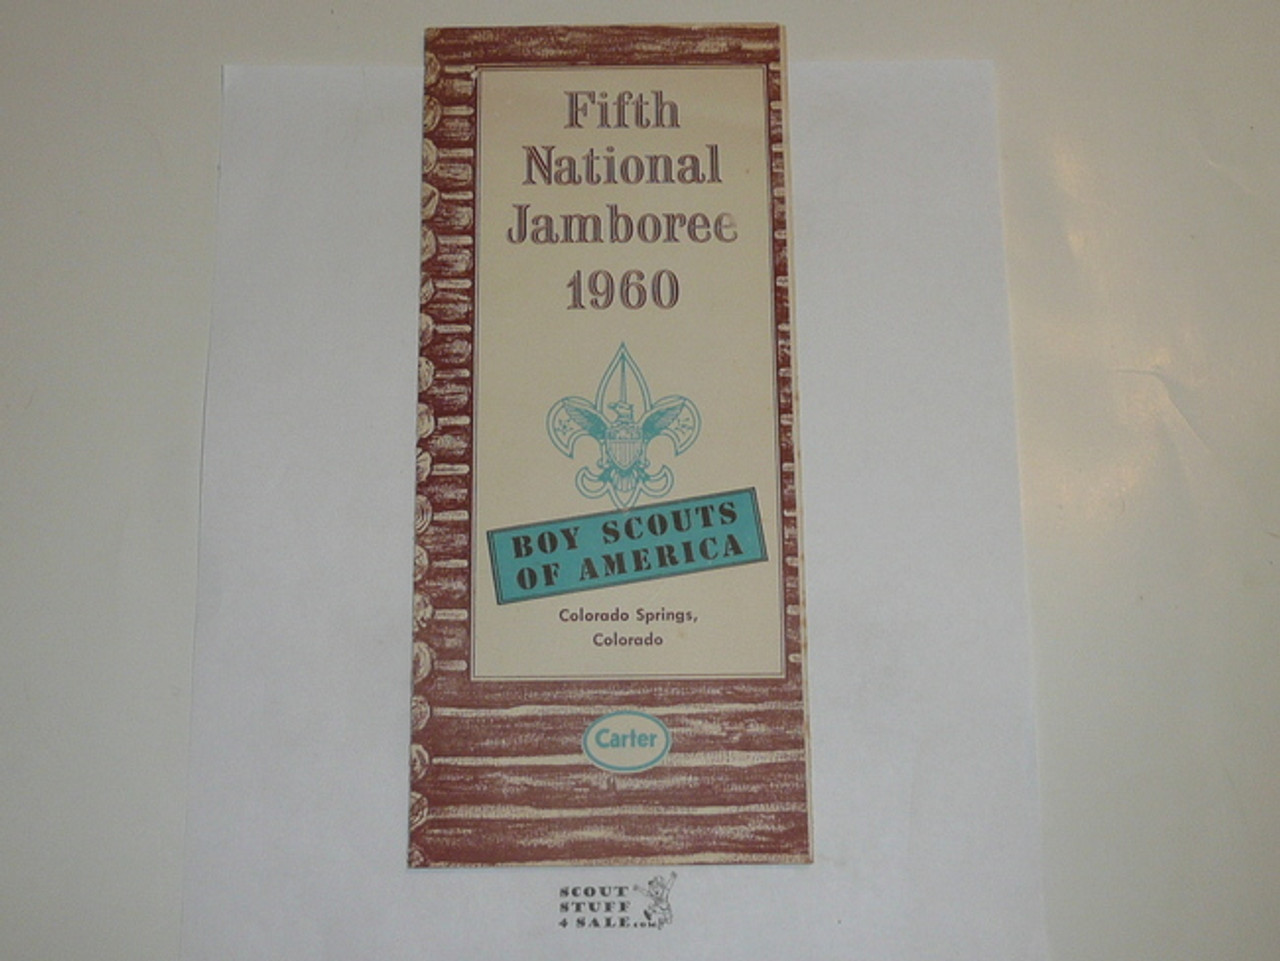 Fifth
National
Jamboree
1960
BOY SCOUTS
OF AMERICA
Colorado Springs,
Colorado
Carter
SCOUT
STUFF
4 SALE.com